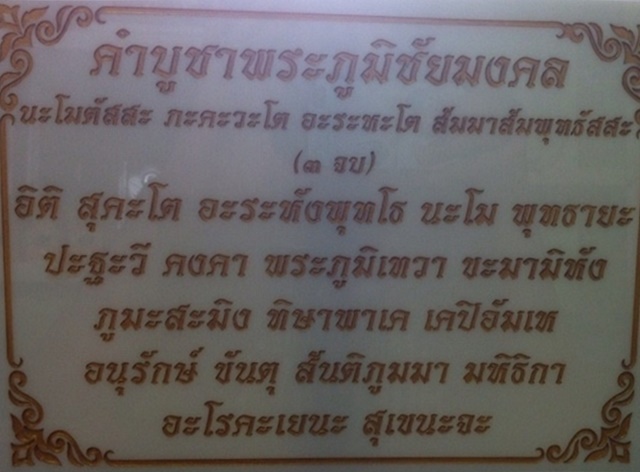 คำบูชาพระภูมิชัยมงคล
นะโมตัสสะ ภะคะวะโต อะระหะโต สัมมาสัมพุทธัสสะ
(๓ จบ)
อิติ สุคะโต อะระหังพุทโธ นะโม พุทธายะ
ปะฐะวี คงคา พระภูมิเทวา ขะมามิหัง
ภูมะสะมิง ทิษาพาเค เคปิอัมเห
อนุรักษ์ ขันตุ สันติภูมมา มหิธิกา
อะโรคะเยนะ สุเขนะจะ